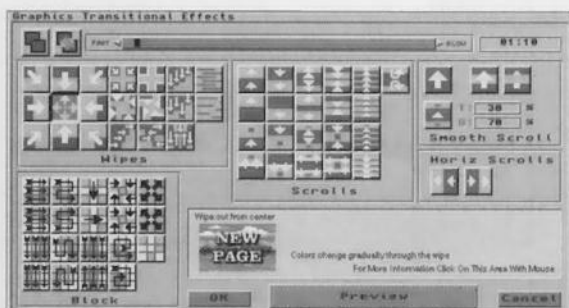 Graphics Transitional Effects
FAST
SLOW
01:10
Wipes
Scrolls
T: 30 %
B: 70 %
Smooth Scroll
Horiz Scrolls
Block
Wipe out from center
NEW
PAGE
Colors change gradually through the wipe
For More Information Click On This Area With Mouse
OK
Preview
Cancel